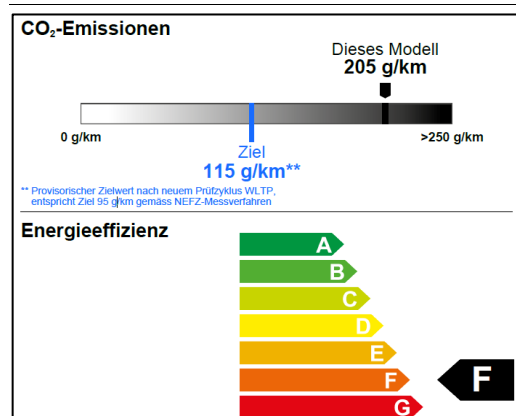 CO₂-Emissionen
Dieses Modell
205 g/km
0 g/km
>250 g/km
Ziel
115 g/km**
** Provisorischer Zielwert nach neuem Prüfzyklus WLTP,
entspricht Ziel 95 g/km gemäss NEFZ-Messverfahren
Energieeffizienz
A
B
C
D
E
F
F
G